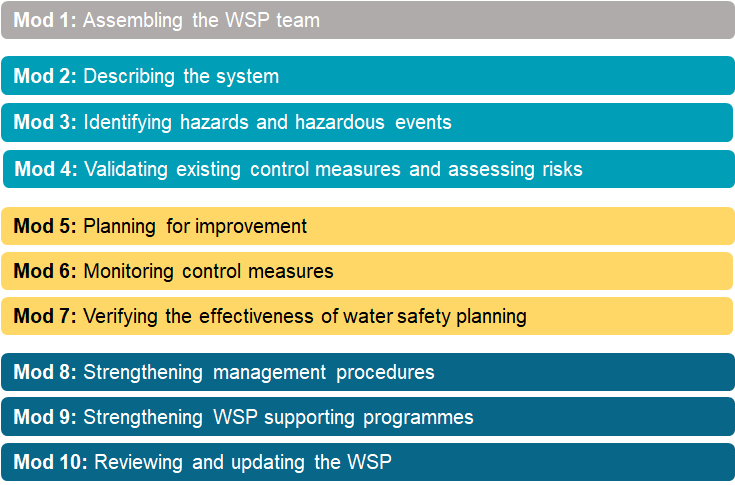 Mod 1: Assembling the WSP team
Mod 2: Describing the system
Mod 3: Identifying hazards and hazardous events
Mod 4: Validating existing control measures and assessing risks
Mod 5: Planning for improvement
Mod 6: Monitoring control measures
Mod 7: Verifying the effectiveness of water safety planning
Mod 8: Strengthening management procedures
Mod 9: Strengthening WSP supporting programmes
Mod 10: Reviewing and updating the WSP